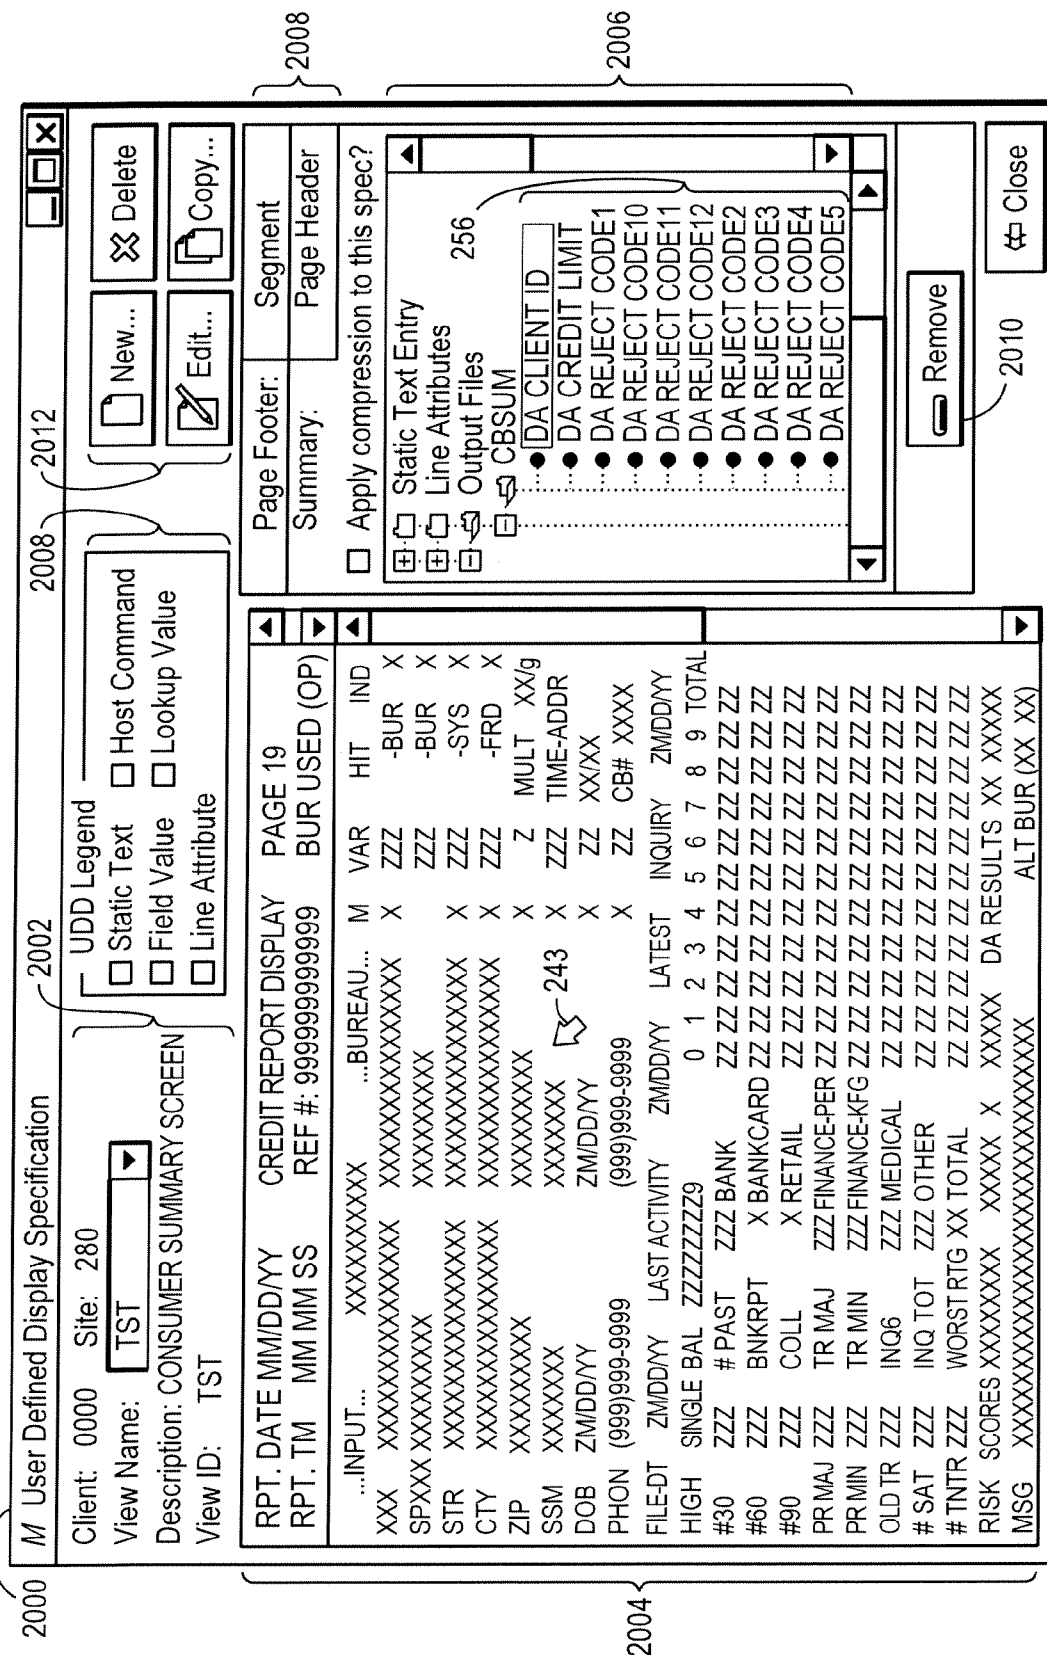 2000
M User Defined Display Specification
2002
2008
2012
Client: 0000 Site: 280
View Name: TST
Description: CONSUMER SUMMARY SCREEN
View ID: TST
UDD Legend
Static Text Host Command
Field Value Lookup Value
Line Attribute
New... Delete
Edit... Copy...
RPT. DATE MM/DD/YY CREDIT REPORT DISPLAY PAGE 19
RPT. TM MM MM SS REF #: 9999999999999 BUR USED (OP)
...INPUT... XXXXXXXXXX ...BUREAU... M VAR HIT IND
XXX XXXXXXXXXXXXXXXXXX XXXXXXXXXXXXXXXXXX X ZZZ -BUR X
SPXXX XXXXXXXXXX XXXXXXXXXX ZZZ -BUR X
STR XXXXXXXXXXXXXXXXXX XXXXXXXXXXXXXXXXXX X ZZZ -SYS X
CTY XXXXXXXXXXXXXXXXXX XXXXXXXXXXXXXXXXXX X ZZZ -FRD X
ZIP XXXXXXXXXX XXXXXXXXXX X Z MULT XX/g
SSM XXXXXXX XXXXXXX X ZZZ TIME-ADDR
DOB ZM/DD/YY ZM/DD/YY X ZZ XX/XX
PHON (999)999-9999 (999)999-9999 X ZZ CB# XXXX
243
FILE-DT ZM/DD/YY LAST ACTIVITY ZM/DD/YY LATEST INQUIRY ZM/DD/YY
HIGH SINGLE BAL ZZZZZZZZZ9 0 1 2 3 4 5 6 7 8 9 TOTAL
#30 ZZZ # PAST ZZZ BANK ZZ ZZ ZZ ZZ ZZ ZZ ZZ ZZ ZZ ZZ ZZ
#60 ZZZ BNKRPT X BANKCARD ZZ ZZ ZZ ZZ ZZ ZZ ZZ ZZ ZZ ZZ ZZ
#90 ZZZ COLL X RETAIL ZZ ZZ ZZ ZZ ZZ ZZ ZZ ZZ ZZ ZZ ZZ
PR MAJ ZZZ TR MAJ ZZZ FINANCE-PER ZZ ZZ ZZ ZZ ZZ ZZ ZZ ZZ ZZ ZZ ZZ
PR MIN ZZZ TR MIN ZZZ FINANCE-KFG ZZ ZZ ZZ ZZ ZZ ZZ ZZ ZZ ZZ ZZ ZZ
OLD TR ZZZ INQ6 ZZZ MEDICAL ZZ ZZ ZZ ZZ ZZ ZZ ZZ ZZ ZZ ZZ ZZ
# SAT ZZZ INQ TOT ZZZ OTHER ZZ ZZ ZZ ZZ ZZ ZZ ZZ ZZ ZZ ZZ ZZ
# TNTR ZZZ WORST RTG XX TOTAL ZZ ZZ ZZ ZZ ZZ ZZ ZZ ZZ ZZ ZZ ZZ
RISK SCORES XXXXXXXXXX XXXXX X XXXXX DA RESULTS XX XXXXX
MSG XXXXXXXXXXXXXXXXXXXXXXXXXXXXX ALT BUR (XX XX)
2004
Page Footer: Segment
Summary: Page Header
2008
Apply compression to this spec?
Static Text Entry
Line Attributes
Output Files
CBSUM
256
DA CLIENT ID
DA CREDIT LIMIT
DA REJECT CODE1
DA REJECT CODE10
DA REJECT CODE11
DA REJECT CODE12
DA REJECT CODE2
DA REJECT CODE3
DA REJECT CODE4
DA REJECT CODE5
2006
Remove
2010
Close